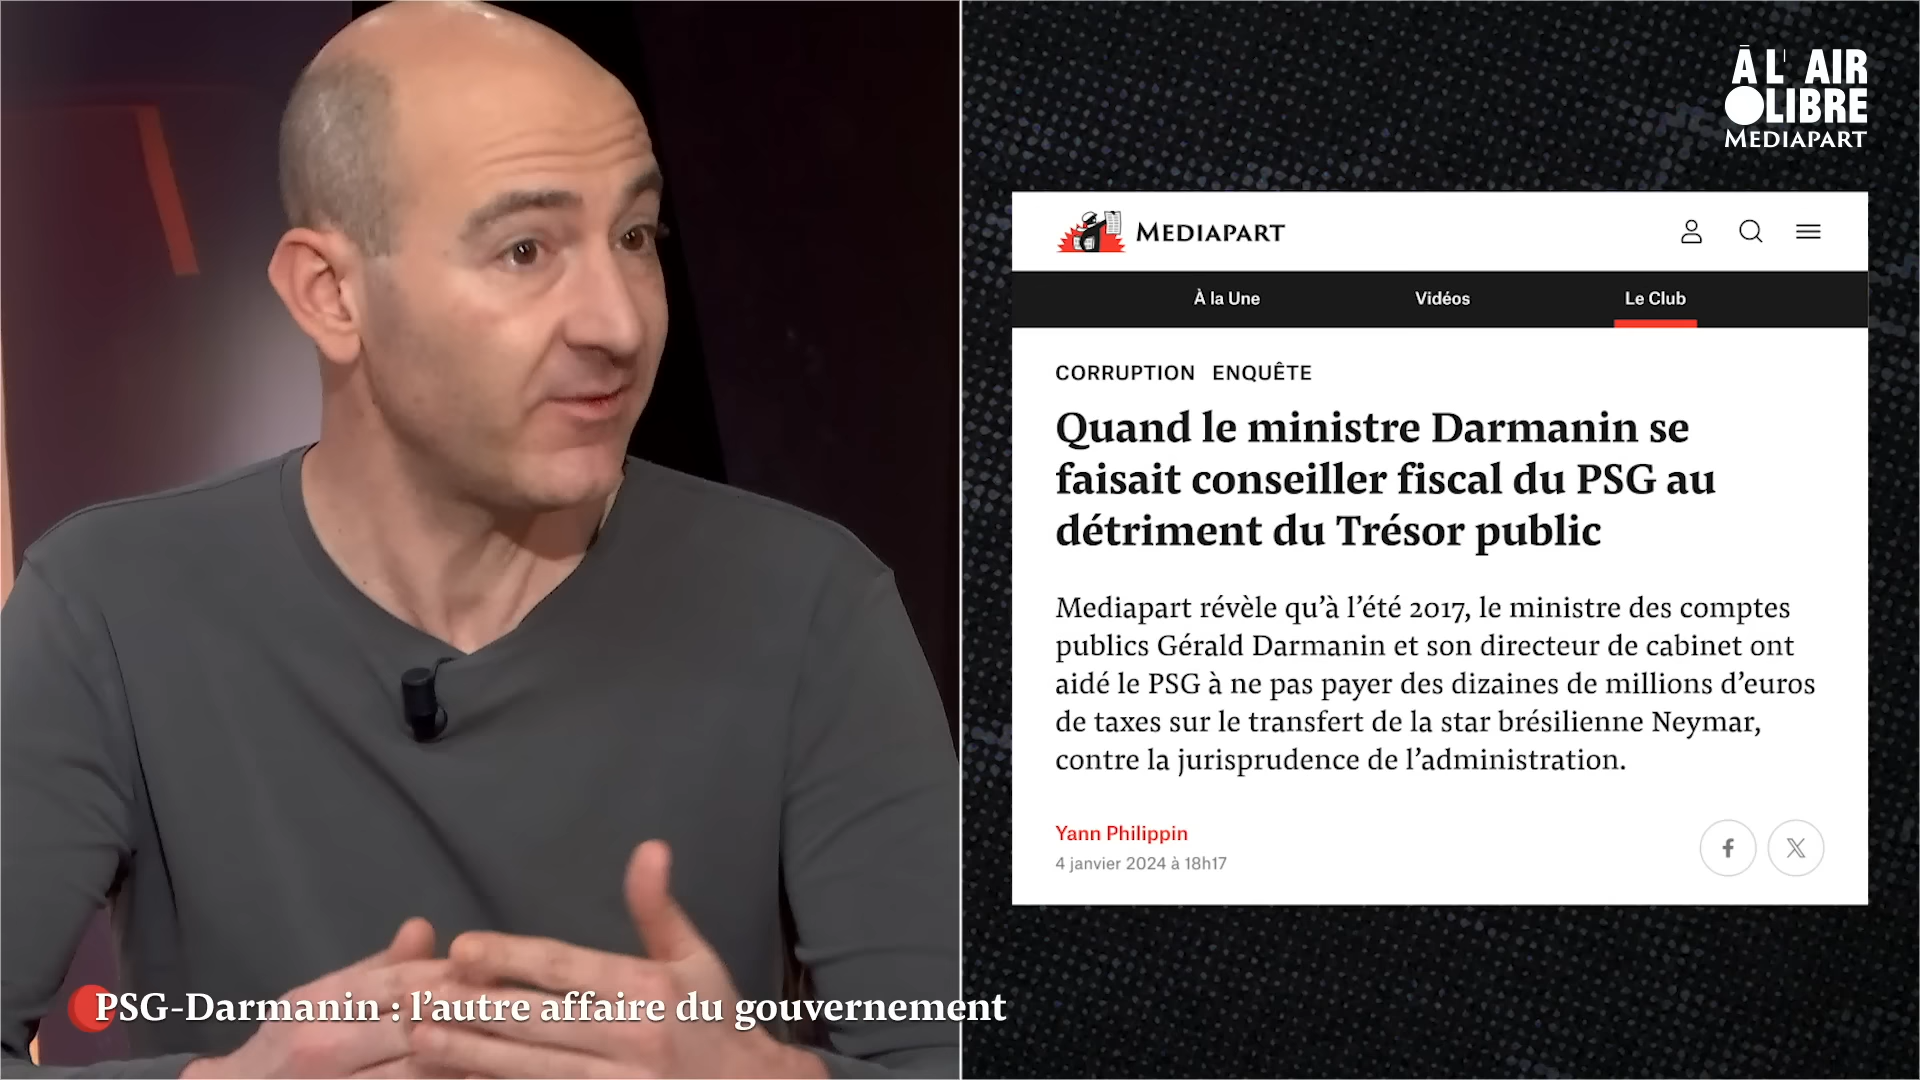 À L'AIR
LIBRE
MEDIAPART
MEDIAPART
À la Une Vidéos Le Club
CORRUPTION ENQUÊTE
Quand le ministre Darmanin se
faisait conseiller fiscal du PSG au
détriment du Trésor public
Mediapart révèle qu’à l’été 2017, le ministre des comptes
publics Gérald Darmanin et son directeur de cabinet ont
aidé le PSG à ne pas payer des dizaines de millions d’euros
de taxes sur le transfert de la star brésilienne Neymar,
contre la jurisprudence de l’administration.
Yann Philippin
4 janvier 2024 à 18h17
PSG-Darmanin : l’autre affaire du gouvernement